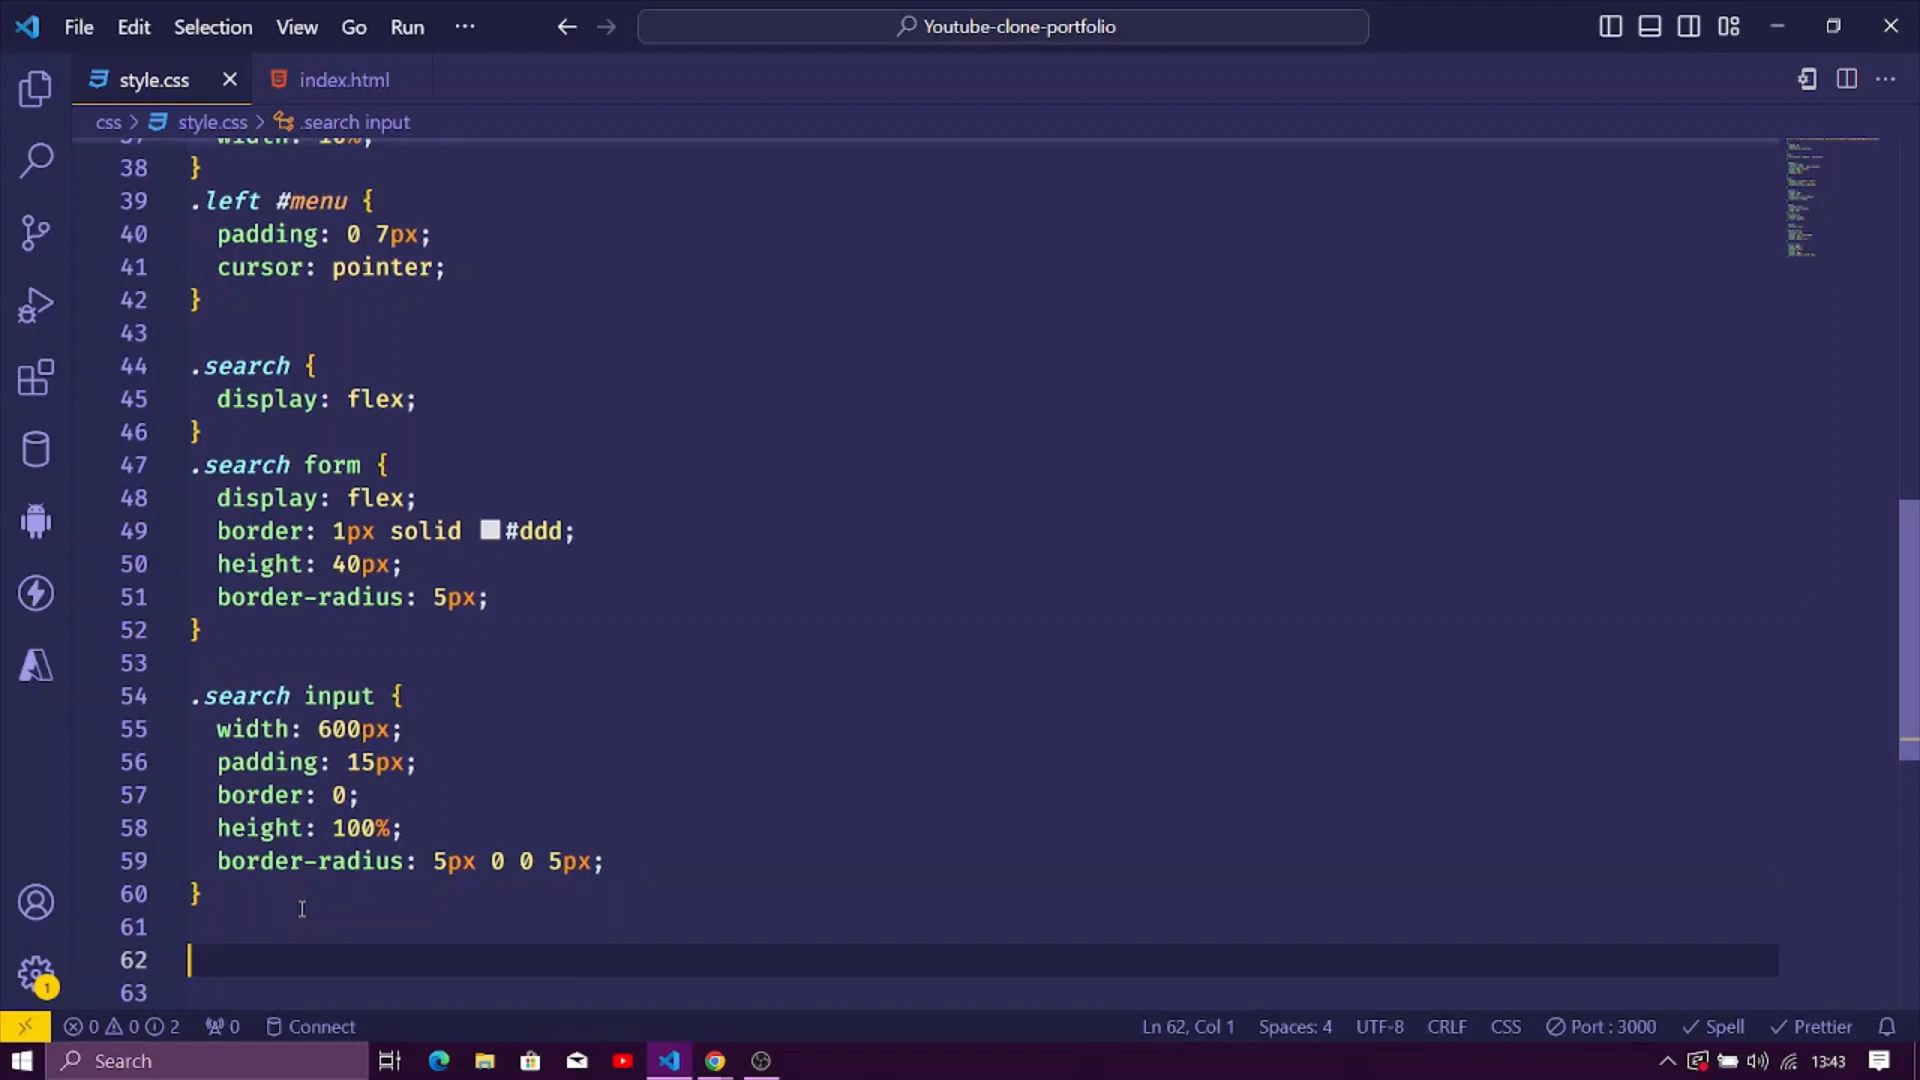 File Edit Selection View Go Run ··· Youtube-clone-portfolio
style.css index.html
css > style.css > .search input
37 width: 10%;
38 }
39 .left #menu {
40 padding: 0 7px;
41 cursor: pointer;
42 }
43
44 .search {
45 display: flex;
46 }
47 .search form {
48 display: flex;
49 border: 1px solid #ddd;
50 height: 40px;
51 border-radius: 5px;
52 }
53
54 .search input {
55 width: 600px;
56 padding: 15px;
57 border: 0;
58 height: 100%;
59 border-radius: 5px 0 0 5px;
60 }
61
62
63
1
0 0 2 0 Connect Ln 62, Col 1 Spaces: 4 UTF-8 CRLF CSS Port : 3000 Spell Prettier
Search 13:43